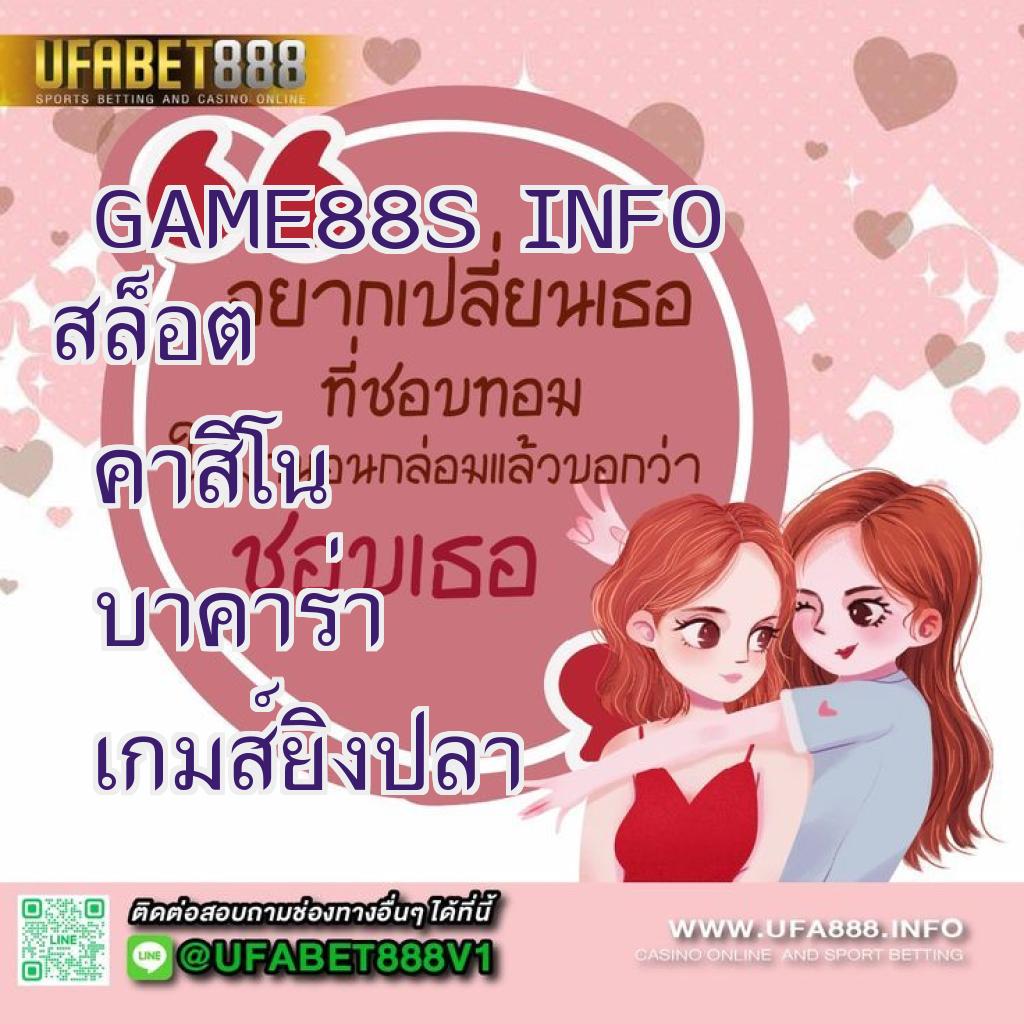 UFABET888
SPORTS BETTING AND CASINO ONLINE
GAME88S INFO
อยากเปลี่ยนเธอ
สล็อต
ที่ชอบทอม
คาสิโน
นอนกล่อมแล้วบอกว่า
ชอบเธอ
บาคาร่า
เกมส์ยิงปลา
ติดต่อสอบถามช่องทางอื่นๆ ได้ที่นี้
LINE
LINE @UFABET888V1
WWW.UFA888.INFO
CASINO ONLINE AND SPORT BETTING